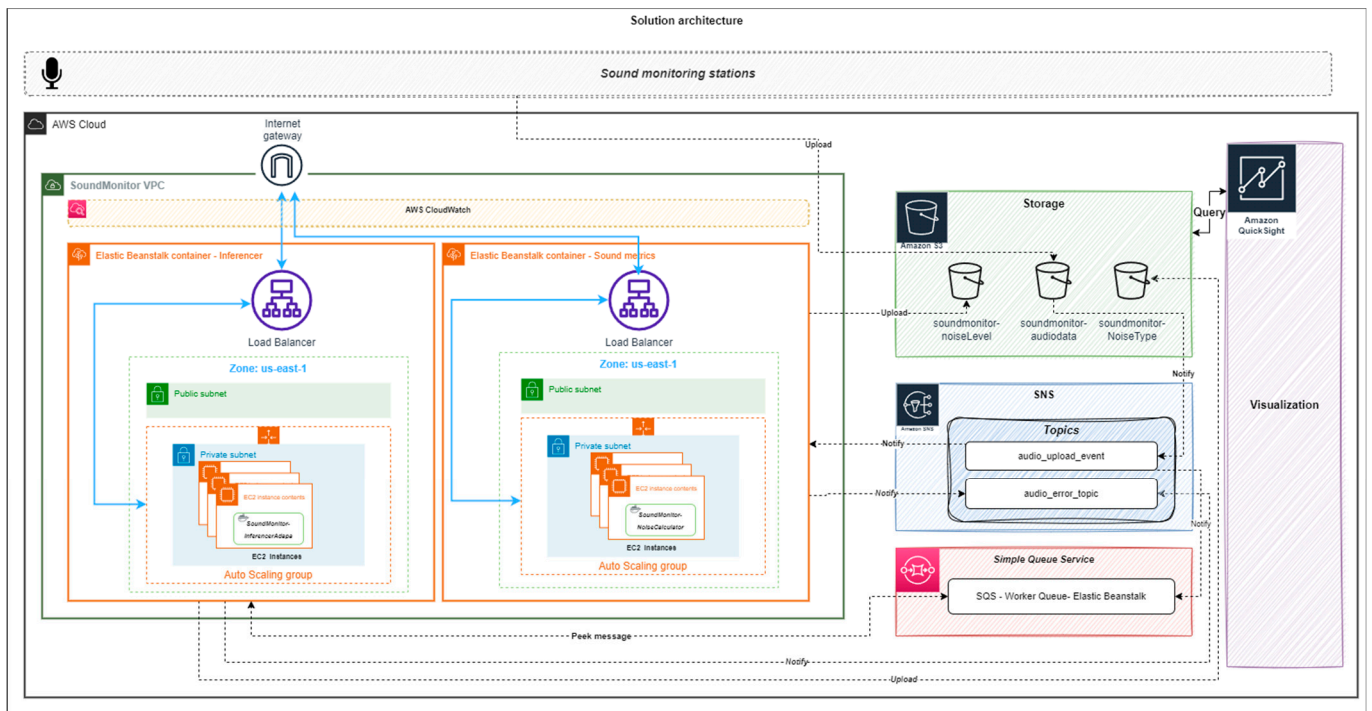 Solution architecture
Sound monitoring stations
AWS Cloud
Internet
gateway
Upload
SoundMonitor VPC
AWS CloudWatch
Storage
Amazon S3
Query
Amazon
QuickSight
Elastic Beanstalk container - Inferencer
Elastic Beanstalk container - Sound metrics
Load Balancer
Load Balancer
Upload
soundmonitor-
noiseLevel
soundmonitor-
audiodata
soundmonitor-
NoiseType
Zone: us-east-1
Zone: us-east-1
Notify
Public subnet
Public subnet
SNS
Amazon SNS
Visualization
Topics
Private subnet
Private subnet
Notify
audio_upload_event
EC2 instance contents
EC2 instance contents
Notify
audio_error_topic
SoundMonitor-
InferencerAdapa
SoundMonitor-
NoiseCalculator
Notify
EC2 Instances
EC2 Instances
Auto Scaling group
Auto Scaling group
Simple Queue Service
SQS - Worker Queue- Elastic Beanstalk
Peek message
Notify
Upload